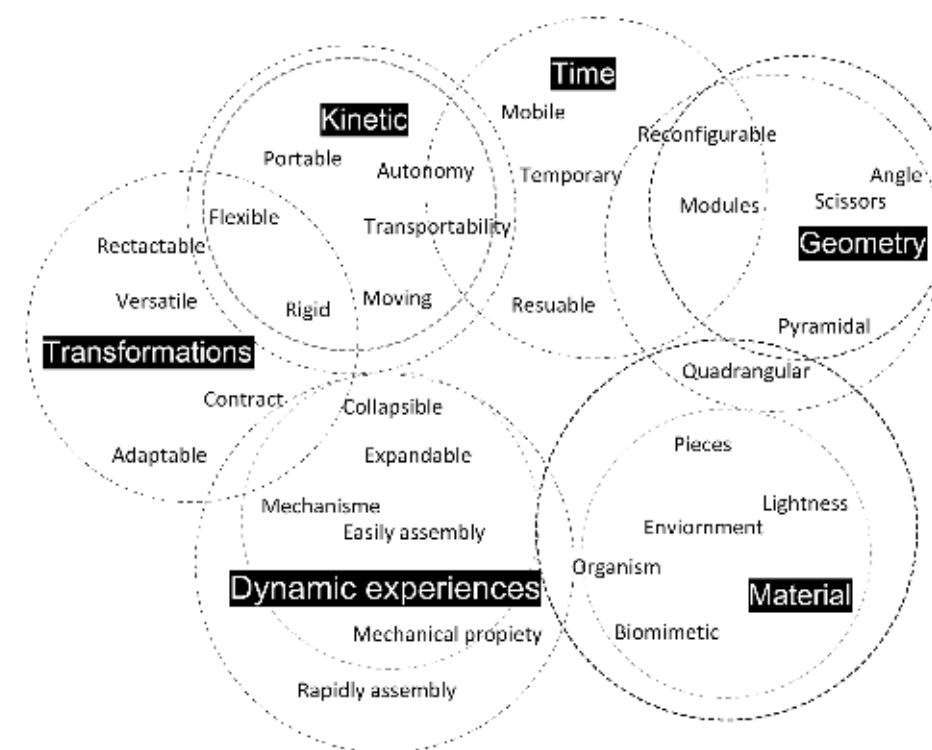 Time
Mobile
Kinetic
Reconfigurable
Portable
Autonomy
Temporary
Angle
Scissors
Modules
Flexible
Transportability
Rectactable
Geometry
Versatile
Rigid
Moving
Resuable
Pyramidal
Transformations
Quadrangular
Contract
Collapsible
Adaptable
Expandable
Pieces
Mechanisme
Lightness
Easily assembly
Enviornment
Organism
Dynamic experiences
Material
Mechanical propiety
Biomimetic
Rapidly assembly